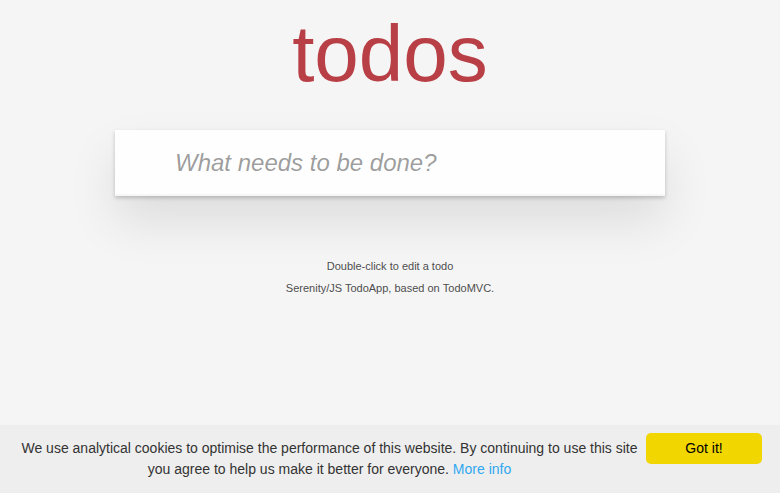 todos
What needs to be done?
Double-click to edit a todo
Serenity/JS TodoApp, based on TodoMVC.
We use analytical cookies to optimise the performance of this website. By continuing to use this site
you agree to help us make it better for everyone. More info
Got it!